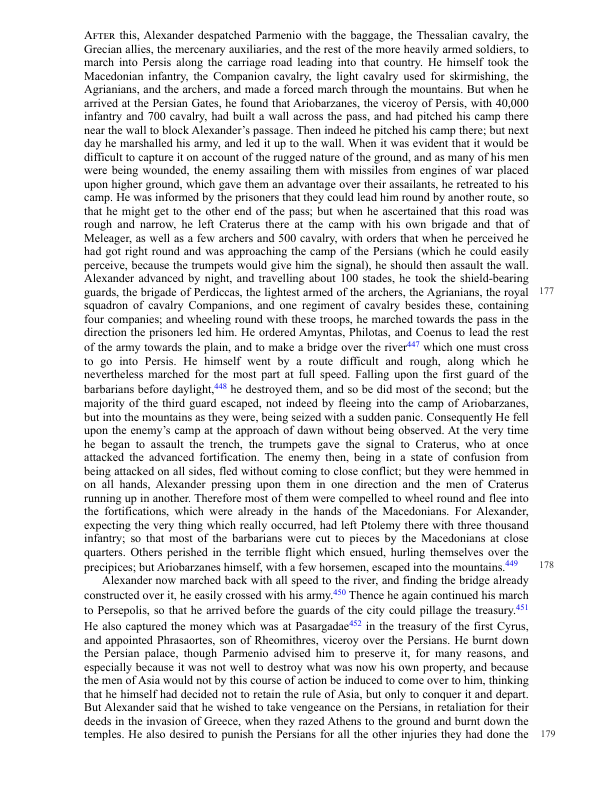 AFTER this, Alexander despatched Parmenio with the baggage, the Thessalian cavalry, the
Grecian allies, the mercenary auxiliaries, and the rest of the more heavily armed soldiers, to
march into Persis along the carriage road leading into that country. He himself took the
Macedonian infantry, the Companion cavalry, the light cavalry used for skirmishing, the
Agrianians, and the archers, and made a forced march through the mountains. But when he
arrived at the Persian Gates, he found that Ariobarzanes, the viceroy of Persis, with 40,000
infantry and 700 cavalry, had built a wall across the pass, and had pitched his camp there
near the wall to block Alexander’s passage. Then indeed he pitched his camp there; but next
day he marshalled his army, and led it up to the wall. When it was evident that it would be
difficult to capture it on account of the rugged nature of the ground, and as many of his men
were being wounded, the enemy assailing them with missiles from engines of war placed
upon higher ground, which gave them an advantage over their assailants, he retreated to his
camp. He was informed by the prisoners that they could lead him round by another route, so
that he might get to the other end of the pass; but when he ascertained that this road was
rough and narrow, he left Craterus there at the camp with his own brigade and that of
Meleager, as well as a few archers and 500 cavalry, with orders that when he perceived he
had got right round and was approaching the camp of the Persians (which he could easily
perceive, because the trumpets would give him the signal), he should then assault the wall.
Alexander advanced by night, and travelling about 100 stades, he took the shield-bearing
guards, the brigade of Perdiccas, the lightest armed of the archers, the Agrianians, the royal 177
squadron of cavalry Companions, and one regiment of cavalry besides these, containing
four companies; and wheeling round with these troops, he marched towards the pass in the
direction the prisoners led him. He ordered Amyntas, Philotas, and Coenus to lead the rest
of the army towards the plain, and to make a bridge over the river447 which one must cross
to go into Persis. He himself went by a route difficult and rough, along which he
nevertheless marched for the most part at full speed. Falling upon the first guard of the
barbarians before daylight,448 he destroyed them, and so be did most of the second; but the
majority of the third guard escaped, not indeed by fleeing into the camp of Ariobarzanes,
but into the mountains as they were, being seized with a sudden panic. Consequently He fell
upon the enemy’s camp at the approach of dawn without being observed. At the very time
he began to assault the trench, the trumpets gave the signal to Craterus, who at once
attacked the advanced fortification. The enemy then, being in a state of confusion from
being attacked on all sides, fled without coming to close conflict; but they were hemmed in
on all hands, Alexander pressing upon them in one direction and the men of Craterus
running up in another. Therefore most of them were compelled to wheel round and flee into
the fortifications, which were already in the hands of the Macedonians. For Alexander,
expecting the very thing which really occurred, had left Ptolemy there with three thousand
infantry; so that most of the barbarians were cut to pieces by the Macedonians at close
quarters. Others perished in the terrible flight which ensued, hurling themselves over the
precipices; but Ariobarzanes himself, with a few horsemen, escaped into the mountains.449 178
Alexander now marched back with all speed to the river, and finding the bridge already
constructed over it, he easily crossed with his army.450 Thence he again continued his march
to Persepolis, so that he arrived before the guards of the city could pillage the treasury.451
He also captured the money which was at Pasargadae452 in the treasury of the first Cyrus,
and appointed Phrasaortes, son of Rheomithres, viceroy over the Persians. He burnt down
the Persian palace, though Parmenio advised him to preserve it, for many reasons, and
especially because it was not well to destroy what was now his own property, and because
the men of Asia would not by this course of action be induced to come over to him, thinking
that he himself had decided not to retain the rule of Asia, but only to conquer it and depart.
But Alexander said that he wished to take vengeance on the Persians, in retaliation for their
deeds in the invasion of Greece, when they razed Athens to the ground and burnt down the
temples. He also desired to punish the Persians for all the other injuries they had done the 179